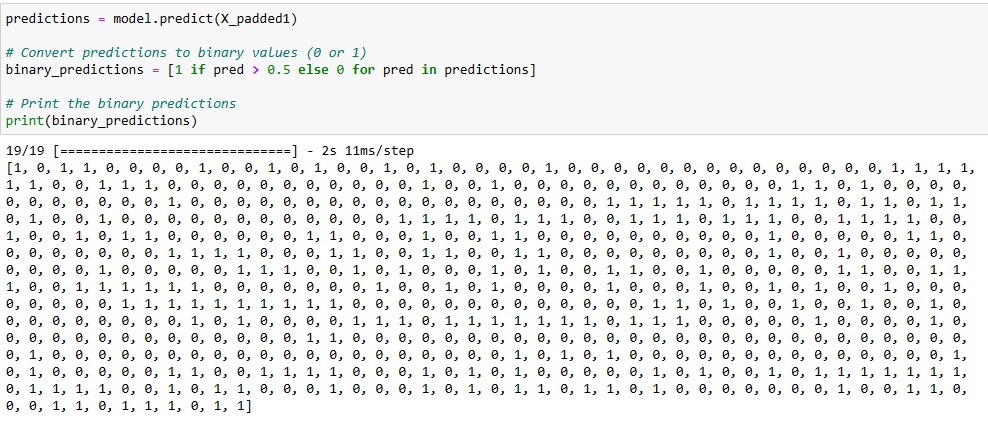 predictions = model.predict(X_padded1)
# Convert predictions to binary values (0 or 1)
binary_predictions = [1 if pred > 0.5 else 0 for pred in predictions]
# Print the binary predictions
print(binary_predictions)
19/19 [==============================] - 2s 11ms/step
[1, 0, 1, 1, 0, 0, 0, 0, 1, 0, 0, 1, 0, 1, 0, 0, 1, 0, 1, 0, 0, 0, 0, 1, 0, 0, 0, 0, 0, 0, 0, 0, 0, 0, 0, 0, 0, 0, 1, 1, 1, 1,
1, 1, 0, 0, 1, 1, 1, 0, 0, 0, 0, 0, 0, 0, 0, 0, 0, 0, 1, 0, 0, 1, 0, 0, 0, 0, 0, 0, 0, 0, 0, 0, 0, 0, 1, 1, 0, 1, 0, 0, 0, 0,
0, 0, 0, 0, 0, 0, 0, 1, 0, 0, 0, 0, 0, 0, 0, 0, 0, 0, 1, 0, 0, 0, 0, 0, 0, 0, 1, 1, 1, 1, 1, 0, 1, 1, 1, 1, 0, 1, 1, 0, 1, 1,
0, 1, 0, 0, 1, 0, 0, 0, 0, 0, 0, 0, 0, 0, 0, 0, 0, 1, 1, 1, 1, 0, 1, 1, 1, 0, 0, 1, 1, 1, 0, 1, 1, 1, 0, 0, 1, 1, 1, 1, 0, 0,
1, 0, 0, 1, 0, 1, 1, 0, 0, 0, 0, 0, 0, 1, 1, 0, 0, 0, 1, 0, 0, 1, 1, 0, 0, 0, 0, 0, 0, 0, 0, 0, 0, 1, 0, 0, 0, 0, 0, 1, 1, 0,
0, 0, 0, 0, 0, 0, 0, 1, 1, 1, 1, 0, 0, 0, 1, 1, 0, 0, 1, 1, 0, 0, 1, 1, 0, 0, 0, 0, 0, 0, 0, 0, 0, 1, 0, 0, 1, 0, 0, 0, 0, 0,
0, 0, 0, 0, 1, 0, 0, 0, 0, 0, 1, 1, 1, 0, 0, 1, 0, 1, 0, 0, 0, 1, 0, 1, 0, 0, 1, 1, 0, 0, 1, 0, 0, 0, 0, 0, 1, 1, 0, 0, 1, 1,
1, 0, 0, 1, 1, 1, 1, 1, 1, 1, 0, 0, 0, 0, 0, 0, 1, 0, 0, 1, 0, 1, 0, 0, 0, 0, 1, 0, 0, 0, 1, 0, 0, 1, 0, 0, 1, 0, 0, 0, 1, 0,
0, 0, 0, 0, 0, 1, 1, 1, 1, 1, 1, 1, 1, 1, 1, 0, 0, 0, 0, 0, 0, 0, 0, 0, 0, 0, 0, 0, 1, 1, 0, 1, 0, 0, 1, 0, 0, 1, 0, 0, 1, 0,
0, 0, 0, 0, 0, 0, 0, 0, 1, 0, 1, 0, 0, 0, 0, 1, 1, 1, 0, 1, 1, 1, 1, 1, 1, 1, 0, 1, 1, 1, 0, 0, 0, 0, 0, 1, 0, 0, 0, 0, 1, 0,
0, 0, 0, 0, 0, 0, 0, 0, 0, 0, 0, 0, 0, 1, 1, 0, 0, 0, 0, 0, 0, 0, 0, 0, 0, 0, 0, 0, 0, 0, 0, 0, 0, 0, 0, 0, 0, 0, 0, 0, 0, 0,
0, 1, 0, 0, 0, 0, 0, 0, 0, 0, 0, 0, 0, 0, 0, 0, 0, 0, 0, 0, 0, 0, 1, 0, 1, 0, 1, 0, 0, 0, 0, 0, 0, 0, 0, 0, 0, 0, 0, 0, 0, 1,
0, 1, 0, 0, 0, 0, 0, 1, 1, 0, 0, 1, 1, 1, 1, 0, 0, 0, 0, 1, 0, 1, 0, 1, 0, 0, 0, 0, 1, 0, 1, 0, 0, 1, 0, 1, 1, 1, 1, 1, 1, 1,
0, 1, 1, 1, 1, 0, 0, 1, 0, 1, 1, 0, 0, 0, 1, 0, 0, 0, 1, 0, 1, 0, 1, 1, 0, 1, 1, 0, 1, 0, 0, 0, 0, 0, 0, 0, 1, 0, 0, 1, 1, 0,
0, 0, 1, 1, 0, 1, 1, 1, 0, 1, 1]